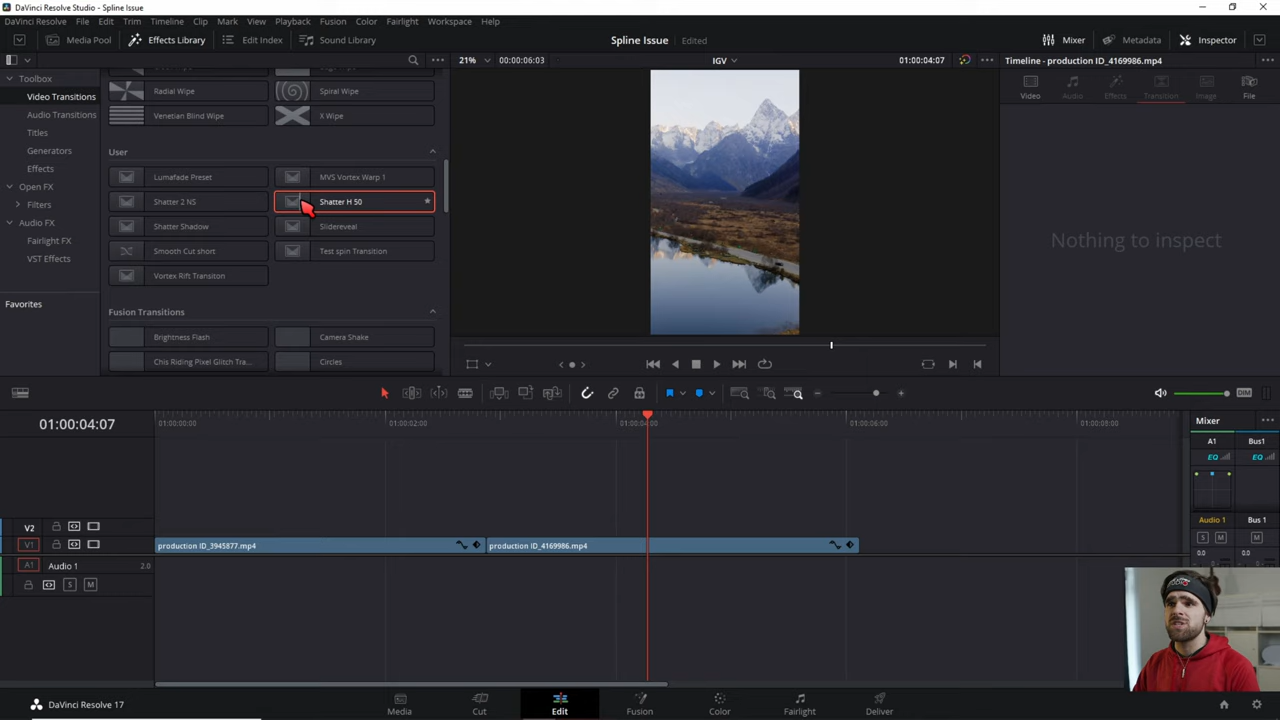 DaVinci Resolve Studio - Spline Issue
DaVinci Resolve File Edit Trim Timeline Clip Mark View Playback Fusion Color Fairlight Workspace Help
Media Pool Effects Library Edit Index Sound Library
Spline Issue Edited
Mixer Metadata Inspector
21% 00:00:06:03 IGV 01:00:04:07
Timeline - production ID_4169986.mp4
Toolbox
Video Transitions
Audio Transitions
Titles
Generators
Effects
Open FX
Filters
Audio FX
Fairlight FX
VST Effects
Favorites
Radial Wipe Spiral Wipe
Venetian Blind Wipe X Wipe
User
Lumafade Preset MVS Vortex Warp 1
Shatter 2 NS Shatter H 50
Shatter Shadow Slidereveal
Smooth Cut short Test spin Transition
Vortex Rift Transiton
Fusion Transitions
Brightness Flash Camera Shake
Chis Riding Pixel Glitch Tra... Circles
Video Audio Effects Transition Image File
Nothing to inspect
DIM
01:00:04:07
01:00:00:00 01:00:02:00 01:00:04:00 01:00:06:00 01:00:08:00
V2
V1 production ID_3945877.mp4 production ID_4169986.mp4
A1 Audio 1 2.0
S M
Mixer
A1 Bus1
EQ EQ
Audio 1 Bus 1
S M M
0.0 0.0
DaVinci Resolve 17
Media Cut Edit Fusion Color Fairlight Deliver